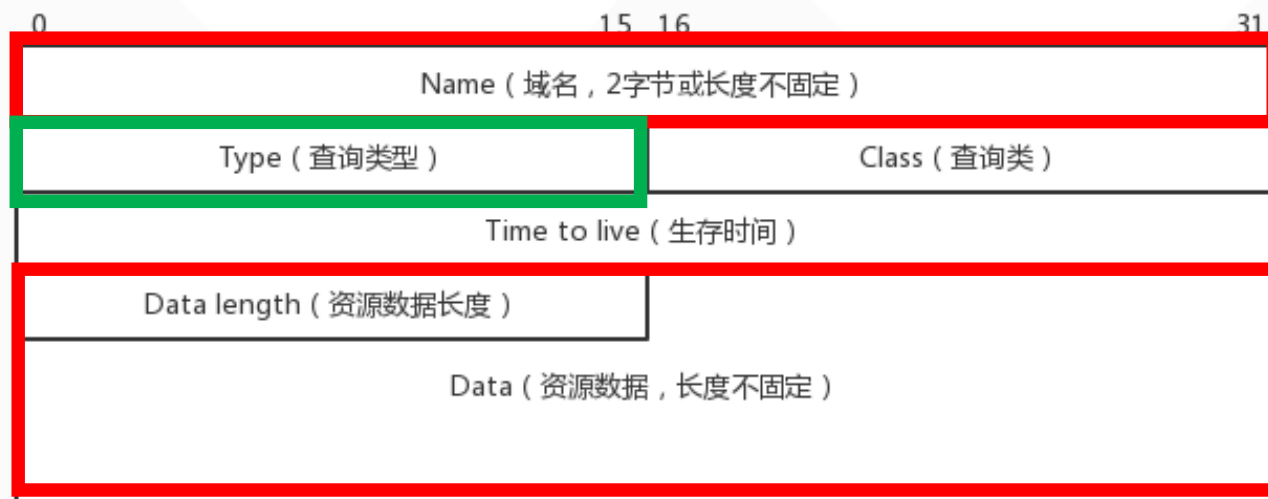 0 15 16 31
Name（域名，2字节或长度不固定）
Type（查询类型） Class（查询类）
Time to live（生存时间）
Data length（资源数据长度）
Data（资源数据，长度不固定）